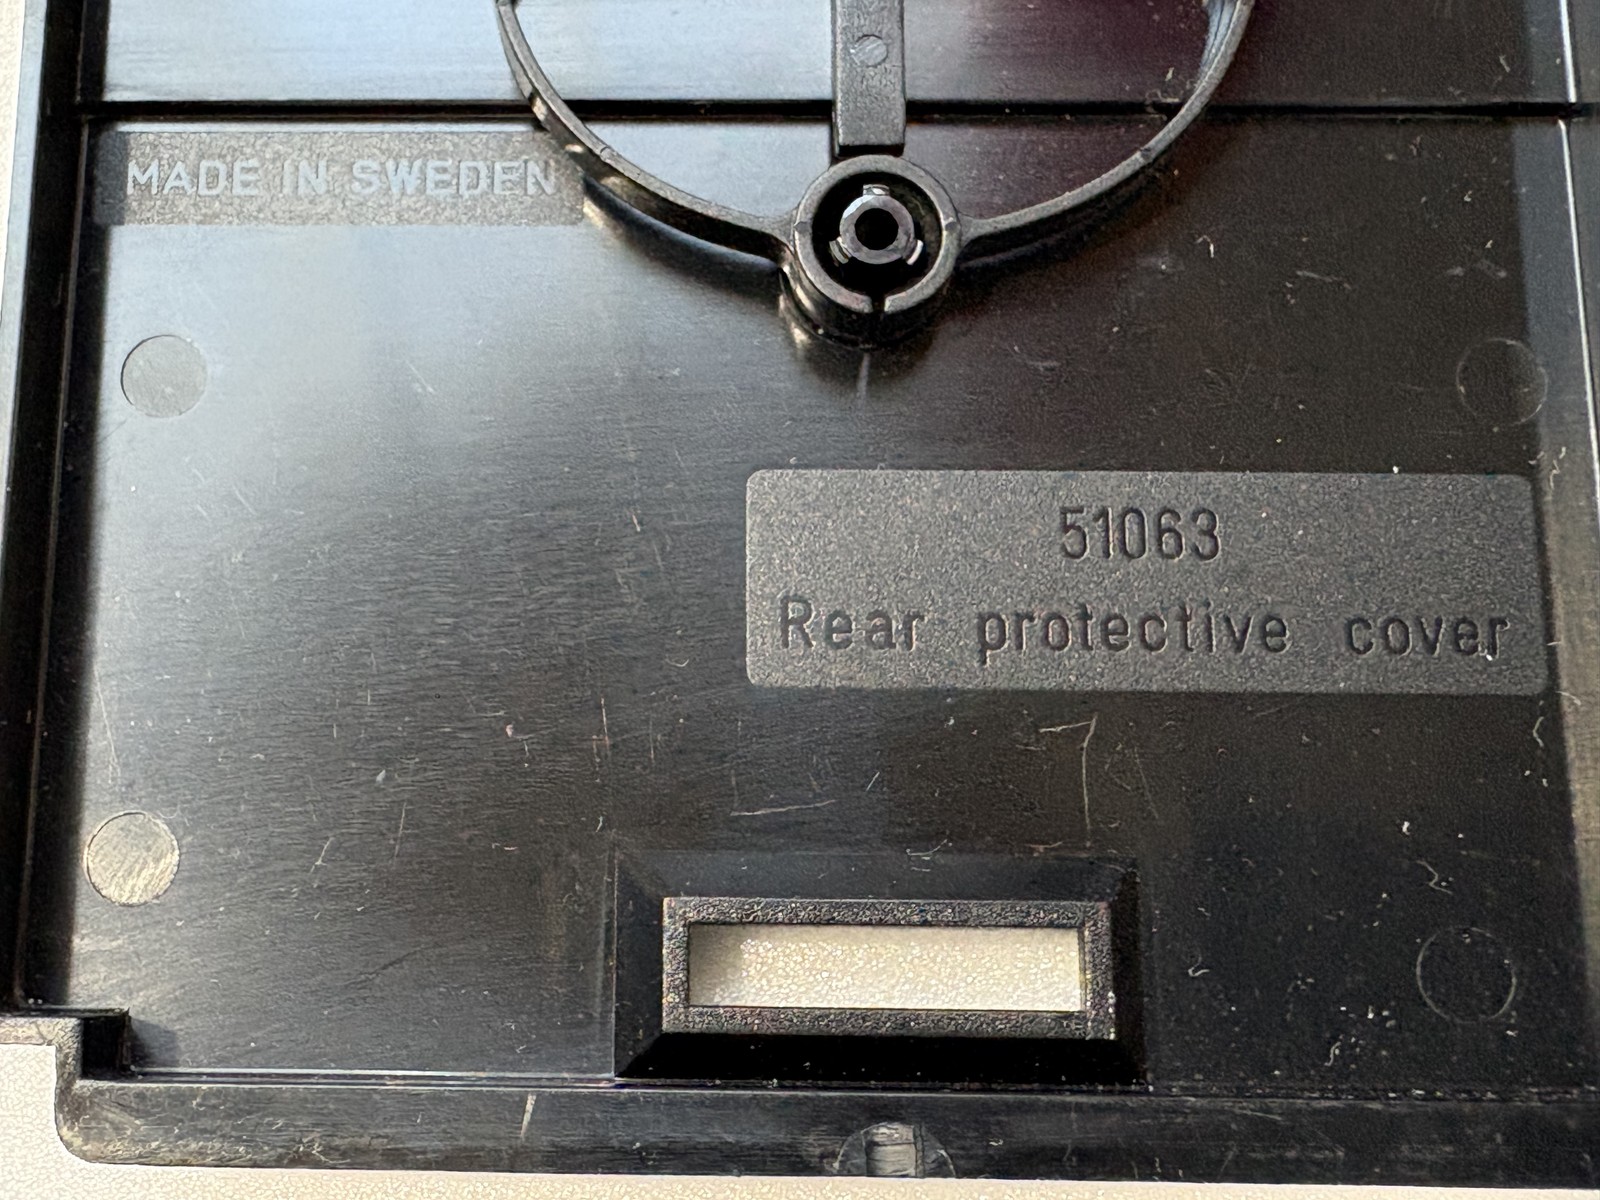 MADE IN SWEDEN
51063
Rear protective cover